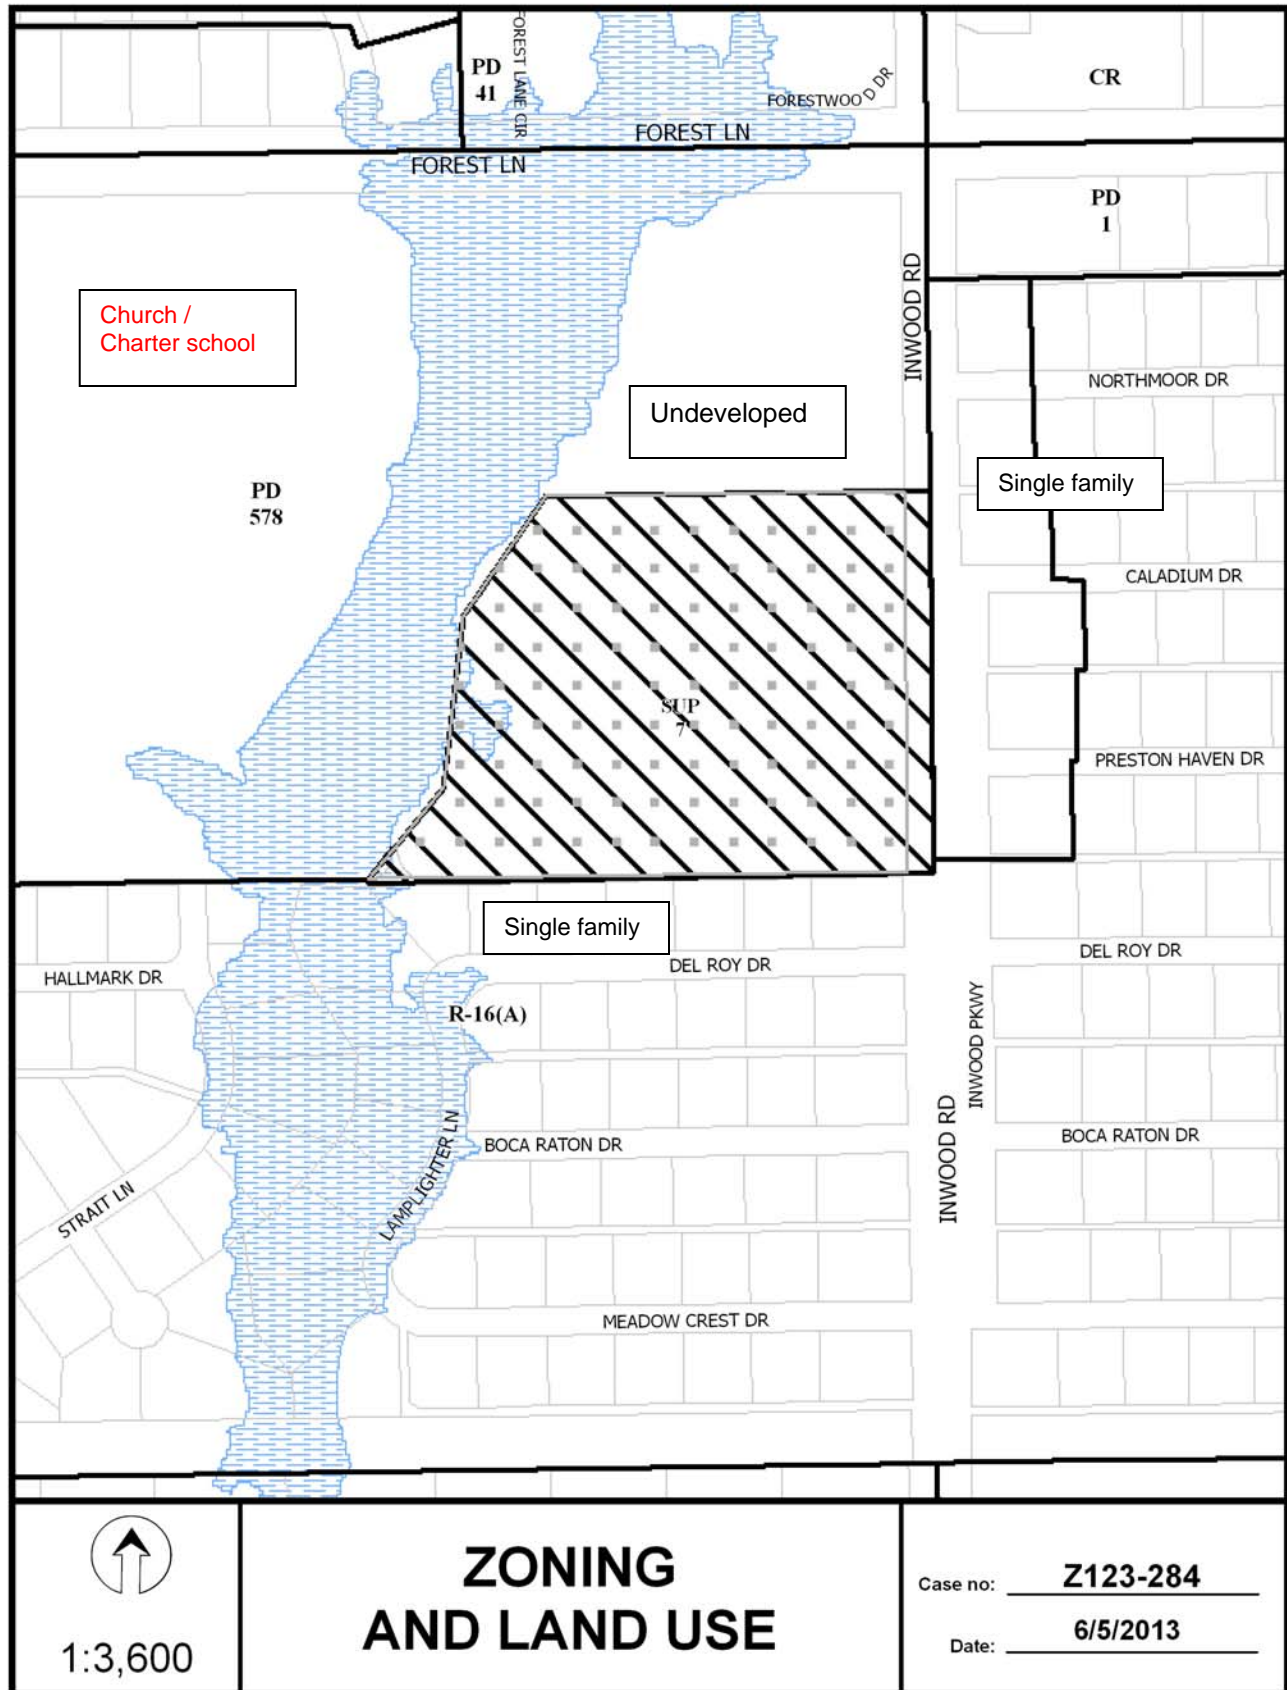 PD
41
FOREST LANE CIR
FORESTWOOD DR
CR
FOREST LN
FOREST LN
PD
1
INWOOD RD
Church /
Charter school
NORTHMOOR DR
Undeveloped
Single family
PD
578
CALADIUM DR
SUP
7
PRESTON HAVEN DR
Single family
HALLMARK DR
DEL ROY DR
DEL ROY DR
R-16(A)
INWOOD PKWY
INWOOD RD
LAMPLIGHTER LN
BOCA RATON DR
BOCA RATON DR
STRAIT LN
MEADOW CREST DR
1:3,600
ZONING
AND LAND USE
Case no: Z123-284
Date: 6/5/2013